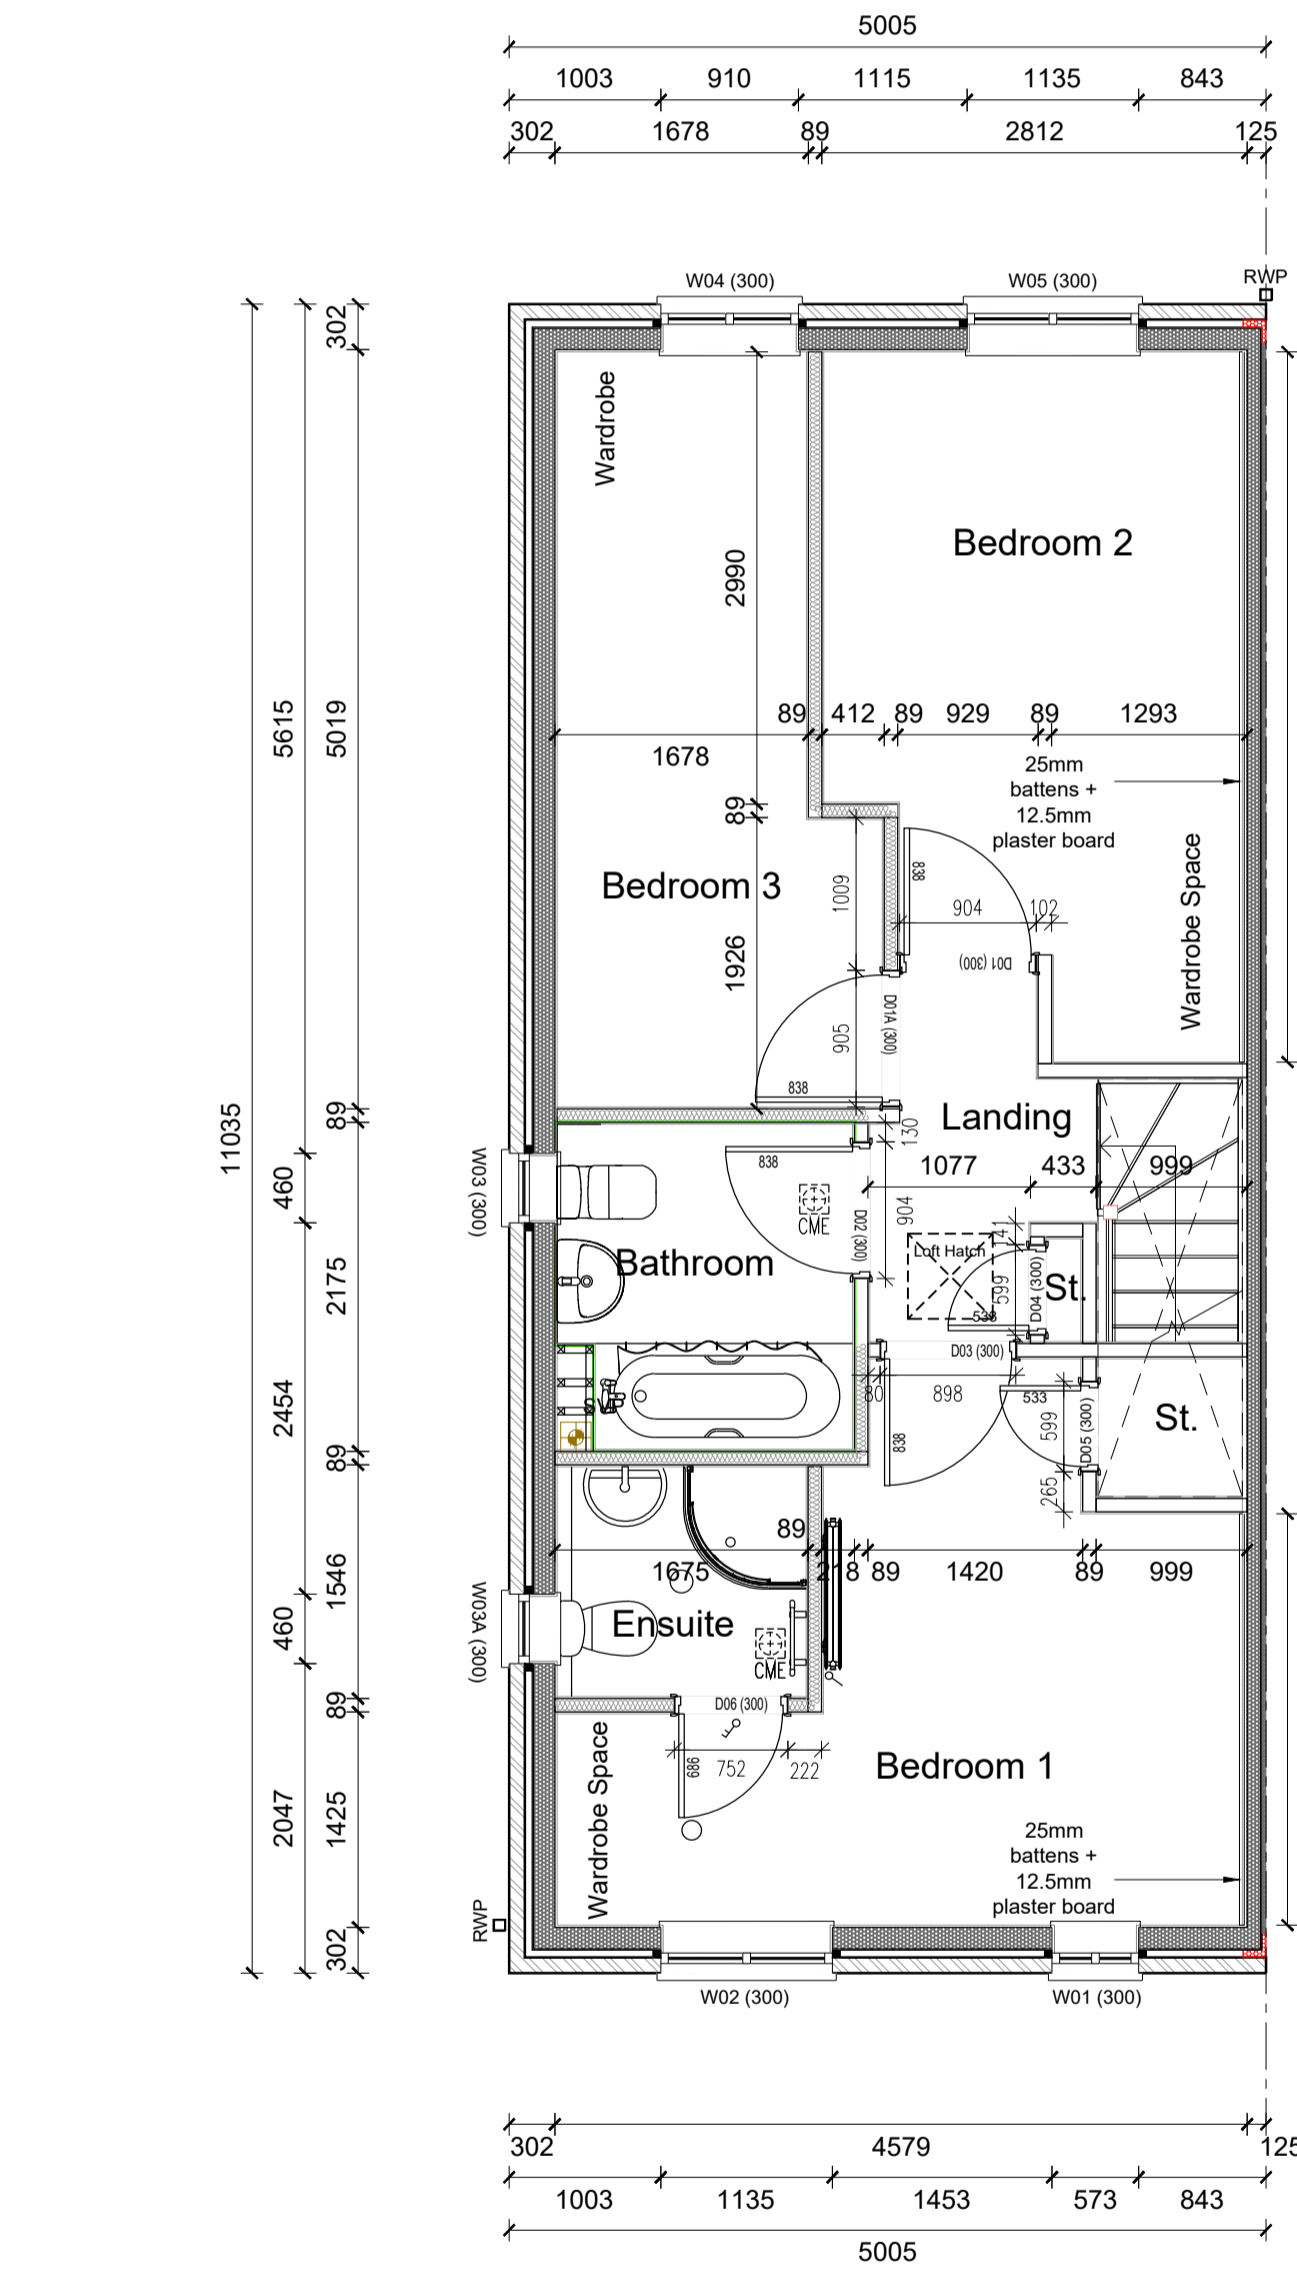 5005
1003 910 1115 1135 843
302 1678 89 2812 125
W04 (300)
W05 (300)
RWP
302
Wardrobe
Bedroom 2
2990
5615
5019
89 412 89 929 89 1293
1678
25mm
battens +
12.5mm
plaster board
89
Bedroom 3
1009
838
904 102
D01 (300)
Wardrobe Space
1926
D01A (300)
905
838
11035
89
Landing
130
1077 433 999
W03 (300)
460
838
CME
D02 (300)
904
141
Loft Hatch
Bathroom
2175
599
538
D04 (300)
St.
D03 (300)
80 898
533
838
599
D05 (300)
St.
2454
89
265
89
1675 218 89 1420 89 999
1546
W03A (300)
460
Ensuite
CME
89
D06 (300)
686
752
222
Bedroom 1
Wardrobe Space
2047
1425
25mm
battens +
12.5mm
plaster board
RWP
302
W02 (300)
W01 (300)
302 4579 125
1003 1135 1453 573 843
5005